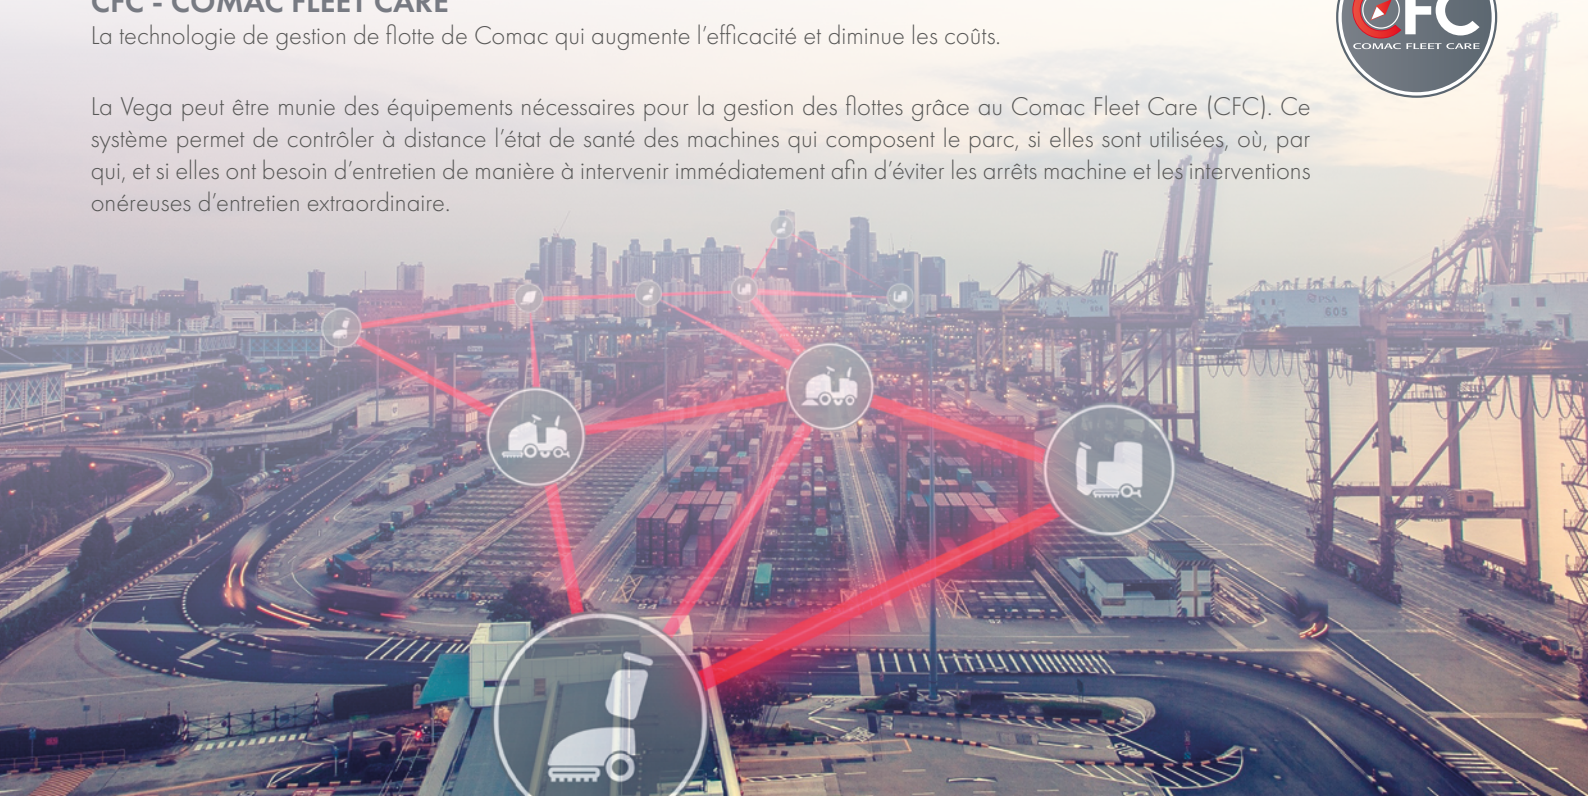 CFC - COMAC FLEET CARE
La technologie de gestion de flotte de Comac qui augmente l'efficacité et diminue les coûts.
CFC
COMAC FLEET CARE
La Vega peut être munie des équipements nécessaires pour la gestion des flottes grâce au Comac Fleet Care (CFC). Ce
système permet de contrôler à distance l'état de santé des machines qui composent le parc, si elles sont utilisées, où, par
qui, et si elles ont besoin d'entretien de manière à intervenir immédiatement afin d'éviter les arrêts machine et les interventions
onéreuses d'entretien extraordinaire.
PSA
604
605